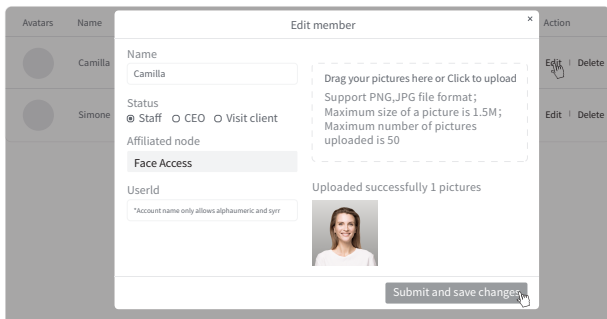 Avatars Name Action
Edit member ×
Name
Camilla
Status
Staff CEO Visit client
Affiliated node
Face Access
UserId
"Account name only allows alphaumeric and syrr
Drag your pictures here or Click to upload
Support PNG,JPG file format;
Maximum size of a picture is 1.5M;
Maximum number of pictures
uploaded is 50
Uploaded successfully 1 pictures
Submit and save changes
Camilla Edit | Delete
Simone Edit | Delete